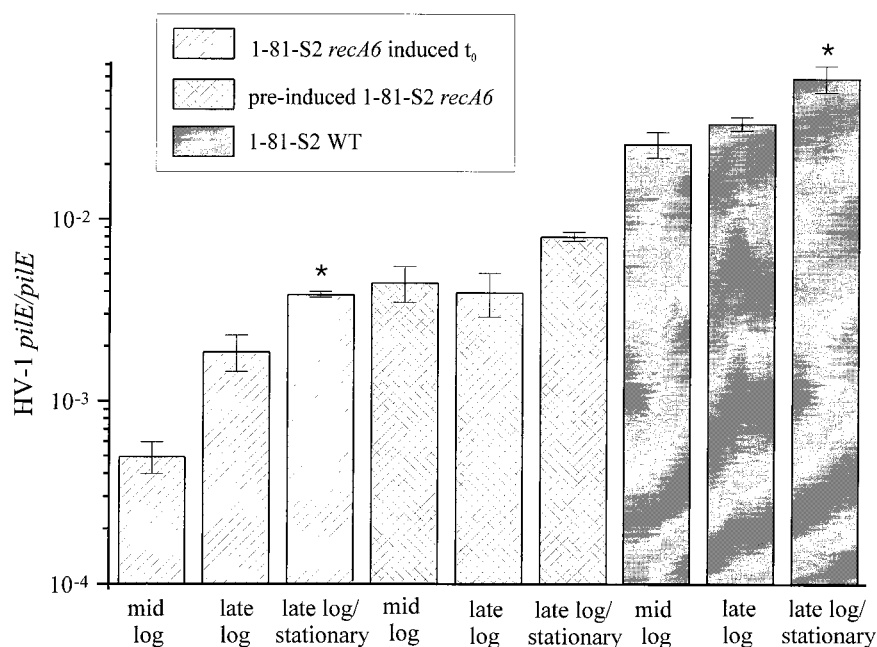 1-81-S2 recA6 induced t0
pre-induced 1-81-S2 recA6
1-81-S2 WT
*
*
HV-1 pilE/pilE
10-2
10-3
10-4
mid log
late log
late log/ stationary
mid log
late log
late log/ stationary
mid log
late log
late log/ stationary